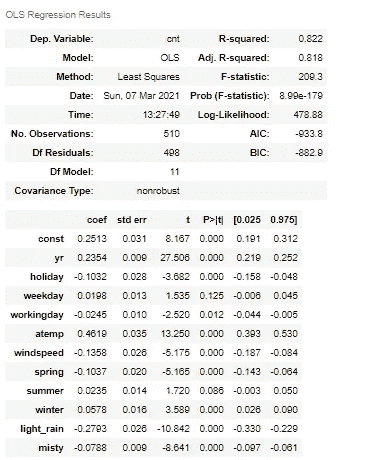 OLS Regression Results
Dep. Variable: cnt R-squared: 0.822
Model: OLS Adj. R-squared: 0.818
Method: Least Squares F-statistic: 209.3
Date: Sun, 07 Mar 2021 Prob (F-statistic): 8.99e-179
Time: 13:27:49 Log-Likelihood: 478.88
No. Observations: 510 AIC: -933.8
Df Residuals: 498 BIC: -882.9
Df Model: 11
Covariance Type: nonrobust
coef std err t P>|t| [0.025 0.975]
const 0.2513 0.031 8.167 0.000 0.191 0.312
yr 0.2354 0.009 27.506 0.000 0.219 0.252
holiday -0.1032 0.028 -3.682 0.000 -0.158 -0.048
weekday 0.0198 0.013 1.535 0.125 -0.006 0.045
workingday -0.0245 0.010 -2.520 0.012 -0.044 -0.005
atemp 0.4619 0.035 13.250 0.000 0.393 0.530
windspeed -0.1358 0.026 -5.175 0.000 -0.187 -0.084
spring -0.1037 0.020 -5.165 0.000 -0.143 -0.064
summer 0.0235 0.014 1.720 0.086 -0.003 0.050
winter 0.0578 0.016 3.589 0.000 0.026 0.090
light_rain -0.2793 0.026 -10.842 0.000 -0.330 -0.229
misty -0.0788 0.009 -8.641 0.000 -0.097 -0.061